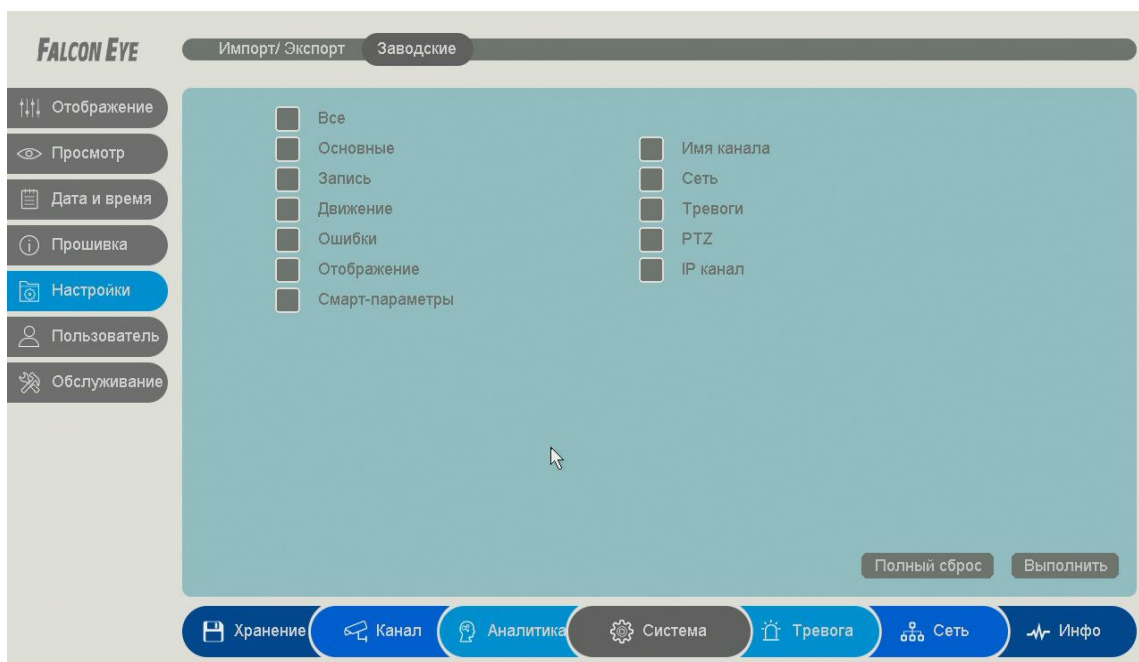 FALCON EYE
Импорт/ Экспорт Заводские
Отображение
Просмотр
Дата и время
Прошивка
Настройки
Пользователь
Обслуживание
Все
Основные Имя канала
Запись Сеть
Движение Тревоги
Ошибки PTZ
Отображение IP канал
Смарт-параметры
Полный сброс Выполнить
Хранение Канал Аналитика Система Тревога Сеть Инфо